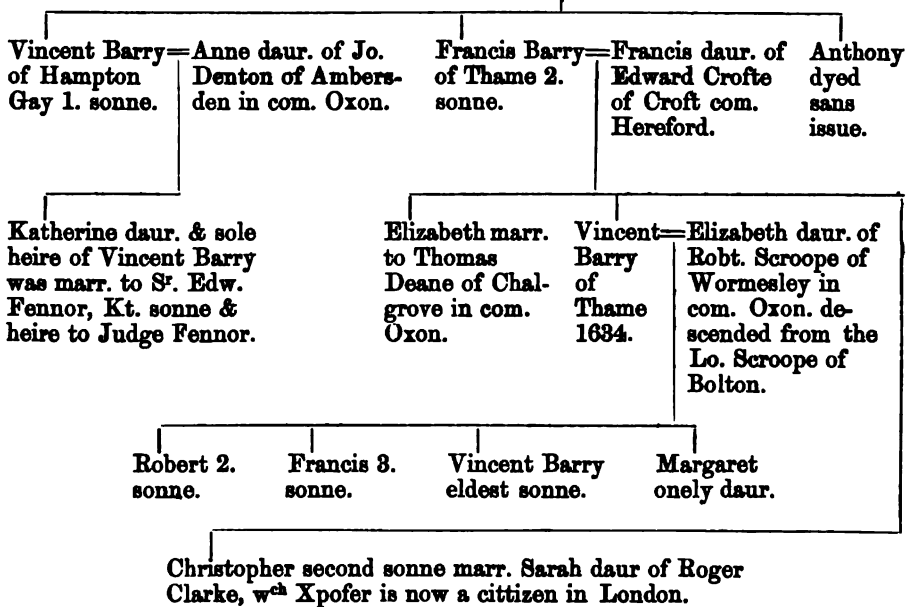 Vincent Barry=
of Hampton
Gay 1. sonne.
Anne daur. of Jo.
Denton of Ambers-
den in com. Oxon.
Francis Barry=
of Thame 2.
sonne.
Francis daur. of
Edward Crofte
of Croft com.
Hereford.
Anthony
dyed
sans
issue.
Katherine daur. & sole
heire of Vincent Barry
was marr. to Sr. Edw.
Fennor, Kt. sonne &
heire to Judge Fennor.
Elizabeth marr.
to Thomas
Deane of Chal-
grove in com.
Oxon.
Vincent=
Barry
of
Thame
1634.
Elizabeth daur. of
Robt. Scroope of
Wormesley in
com. Oxon. de-
scended from the
Lo. Scroope of
Bolton.
Robert 2.
sonne.
Francis 3.
sonne.
Vincent Barry
eldest sonne.
Margaret
onely daur.
Christopher second sonne marr. Sarah daur of Roger
Clarke, wch Xpofer is now a cittizen in London.